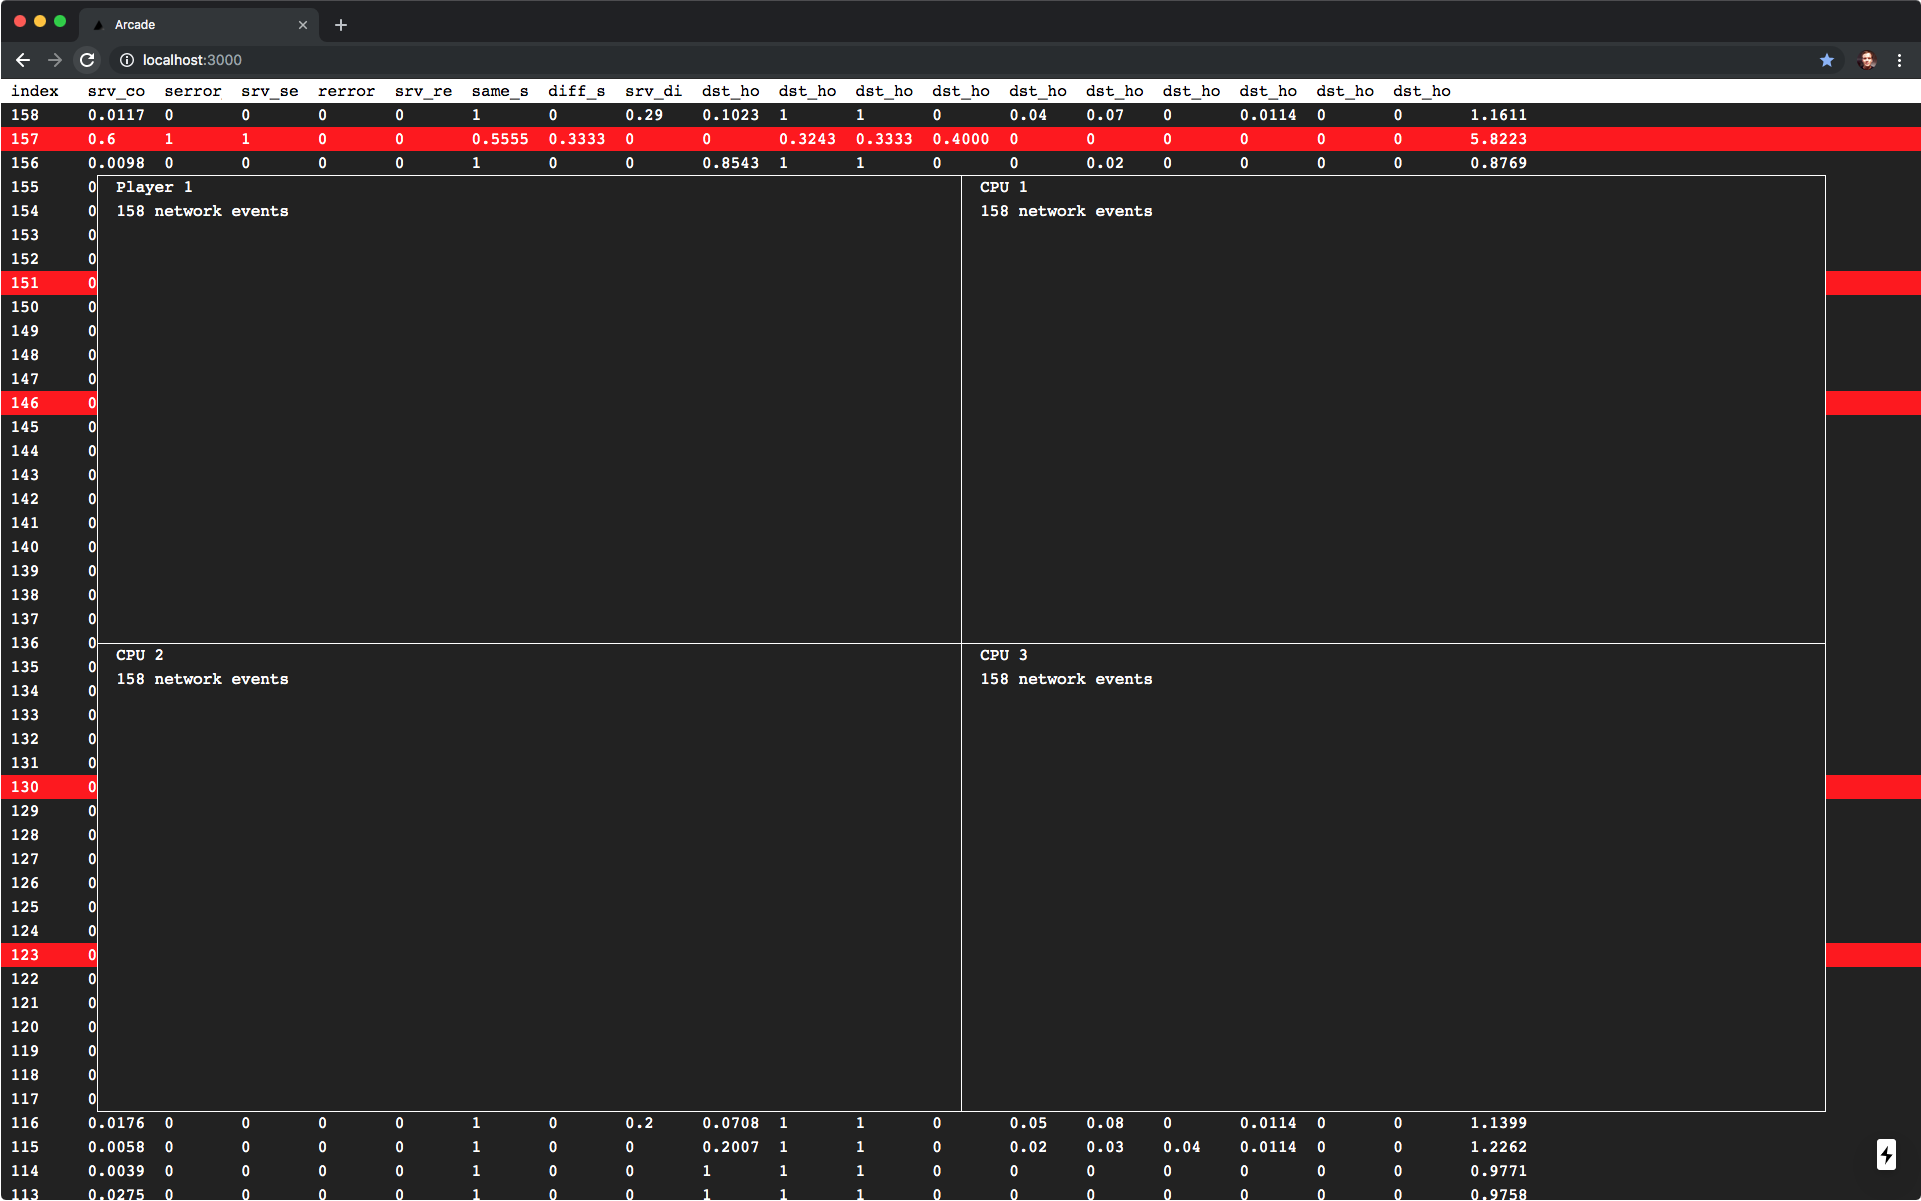 Arcade
localhost:3000
index srv_co serror srv_se rerror srv_re same_s diff_s srv_di dst_ho dst_ho dst_ho dst_ho dst_ho dst_ho dst_ho dst_ho dst_ho dst_ho
158 0.0117 0 0 0 0 1 0 0.29 0.1023 1 1 0 0.04 0.07 0 0.0114 0 0 1.1611
157 0.6 1 1 0 0 0.5555 0.3333 0 0 0.3243 0.3333 0.4000 0 0 0 0 0 0 5.8223
156 0.0098 0 0 0 0 1 0 0 0.8543 1 1 0 0 0.02 0 0 0 0 0.8769
155 0 Player 1 CPU 1
154 0 158 network events 158 network events
153 0
152 0
151 0
150 0
149 0
148 0
147 0
146 0
145 0
144 0
143 0
142 0
141 0
140 0
139 0
138 0
137 0
136 0
CPU 2 CPU 3
135 0
158 network events 158 network events
134 0
133 0
132 0
131 0
130 0
129 0
128 0
127 0
126 0
125 0
124 0
123 0
122 0
121 0
120 0
119 0
118 0
117 0
116 0.0176 0 0 0 0 1 0 0.2 0.0708 1 1 0 0.05 0.08 0 0.0114 0 0 1.1399
115 0.0058 0 0 0 0 1 0 0 0.2007 1 1 0 0.02 0.03 0.04 0.0114 0 0 1.2262
114 0.0039 0 0 0 0 1 0 0 1 1 1 0 0 0 0 0 0 0 0.9771
113 0.0275 0 0 0 0 1 0 0 1 1 1 0 0 0 0 0 0 0 0.9758